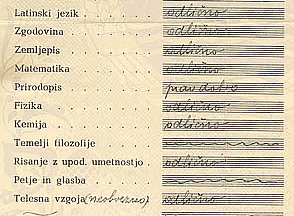 Latinski jezik . . . . . odlično
Zgodovina . . . . . odlično
Zemljepis . . . . . odlično
Matematika . . . . . odlično
Prirodopis . . . . . prav dobro
Fizika . . . . . odlično
Kemija . . . . . odlično
Temelji filozofije
Risanje z upod. umetnostjo . odlično
Petje in glasba
Telesna vzgoja (neobvezno) . odlično